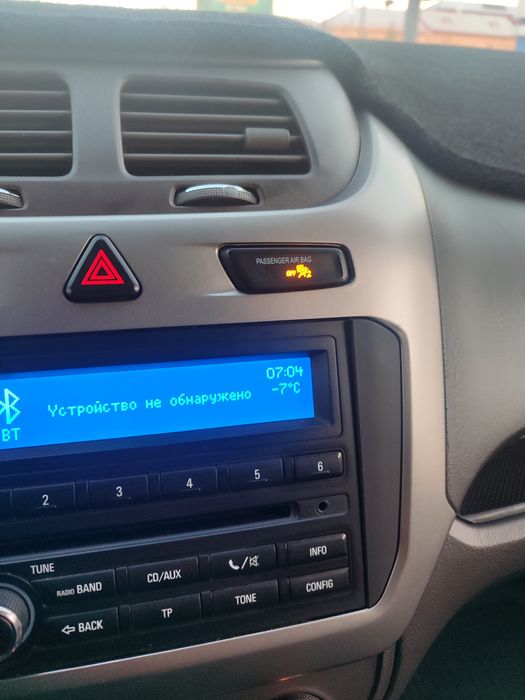 PASSENGER AIR BAG
OFF
07:04
-7°C
Устройство не обнаружено
BT
2
3
4
5
6
TUNE
RADIO BAND
CD/AUX
INFO
BACK
TP
TONE
CONFIG